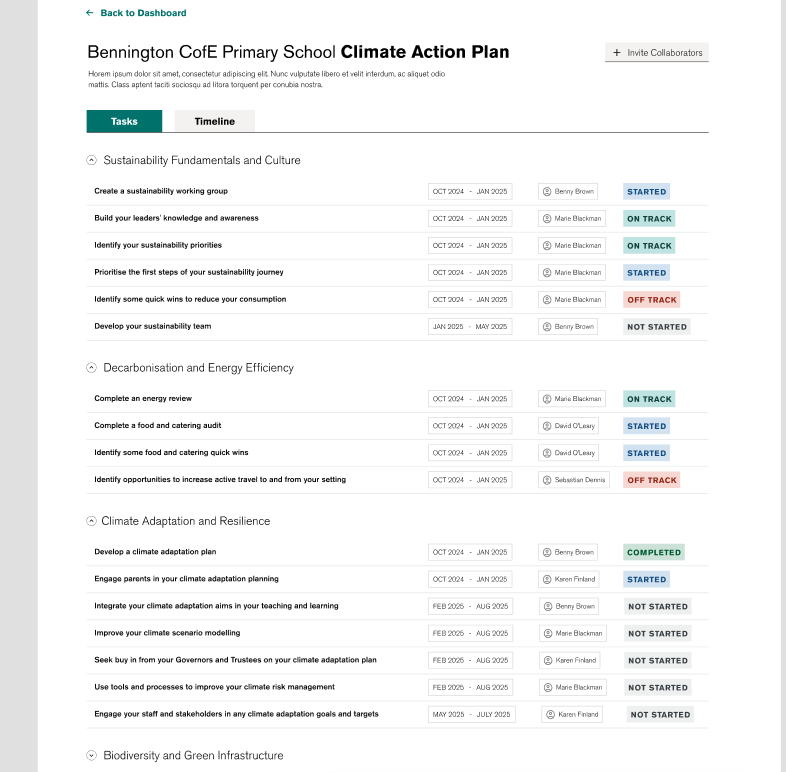 Back to Dashboard
Bennington CofE Primary School Climate Action Plan
Invite Collaborators
Horem ipsum dolor sit amet, consectetur adipiscing elit. Nunc vulputate libero et velit interdum, ac aliquet odio
mattis. Class aptent taciti sociosqu ad litora torquent per conubia nostra.
Tasks Timeline
Sustainability Fundamentals and Culture
Create a sustainability working group OCT 2024 - JAN 2025 Benny Brown STARTED
Build your leaders' knowledge and awareness OCT 2024 - JAN 2025 Marie Blackman ON TRACK
Identify your sustainability priorities OCT 2024 - JAN 2025 Marie Blackman ON TRACK
Prioritise the first steps of your sustainability journey OCT 2024 - JAN 2025 Marie Blackman STARTED
Identify some quick wins to reduce your consumption OCT 2024 - JAN 2025 Marie Blackman OFF TRACK
Develop your sustainability team JAN 2025 - MAY 2025 Benny Brown NOT STARTED
Decarbonisation and Energy Efficiency
Complete an energy review OCT 2024 - JAN 2025 Marie Blackman ON TRACK
Complete a food and catering audit OCT 2024 - JAN 2025 David O'Leary STARTED
Identify some food and catering quick wins OCT 2024 - JAN 2025 David O'Leary STARTED
Identify opportunities to increase active travel to and from your setting OCT 2024 - JAN 2025 Sebastian Dennis OFF TRACK
Climate Adaptation and Resilience
Develop a climate adaptation plan OCT 2024 - JAN 2025 Benny Brown COMPLETED
Engage parents in your climate adaptation planning OCT 2024 - JAN 2025 Karen Finland STARTED
Integrate your climate adaptation aims in your teaching and learning FEB 2025 - AUG 2025 Benny Brown NOT STARTED
Improve your climate scenario modelling FEB 2025 - AUG 2025 Marie Blackman NOT STARTED
Seek buy in from your Governors and Trustees on your climate adaptation plan FEB 2025 - AUG 2025 Karen Finland NOT STARTED
Use tools and processes to improve your climate risk management FEB 2025 - AUG 2025 Marie Blackman NOT STARTED
Engage your staff and stakeholders in any climate adaptation goals and targets MAY 2025 - JULY 2025 Karen Finland NOT STARTED
Biodiversity and Green Infrastructure